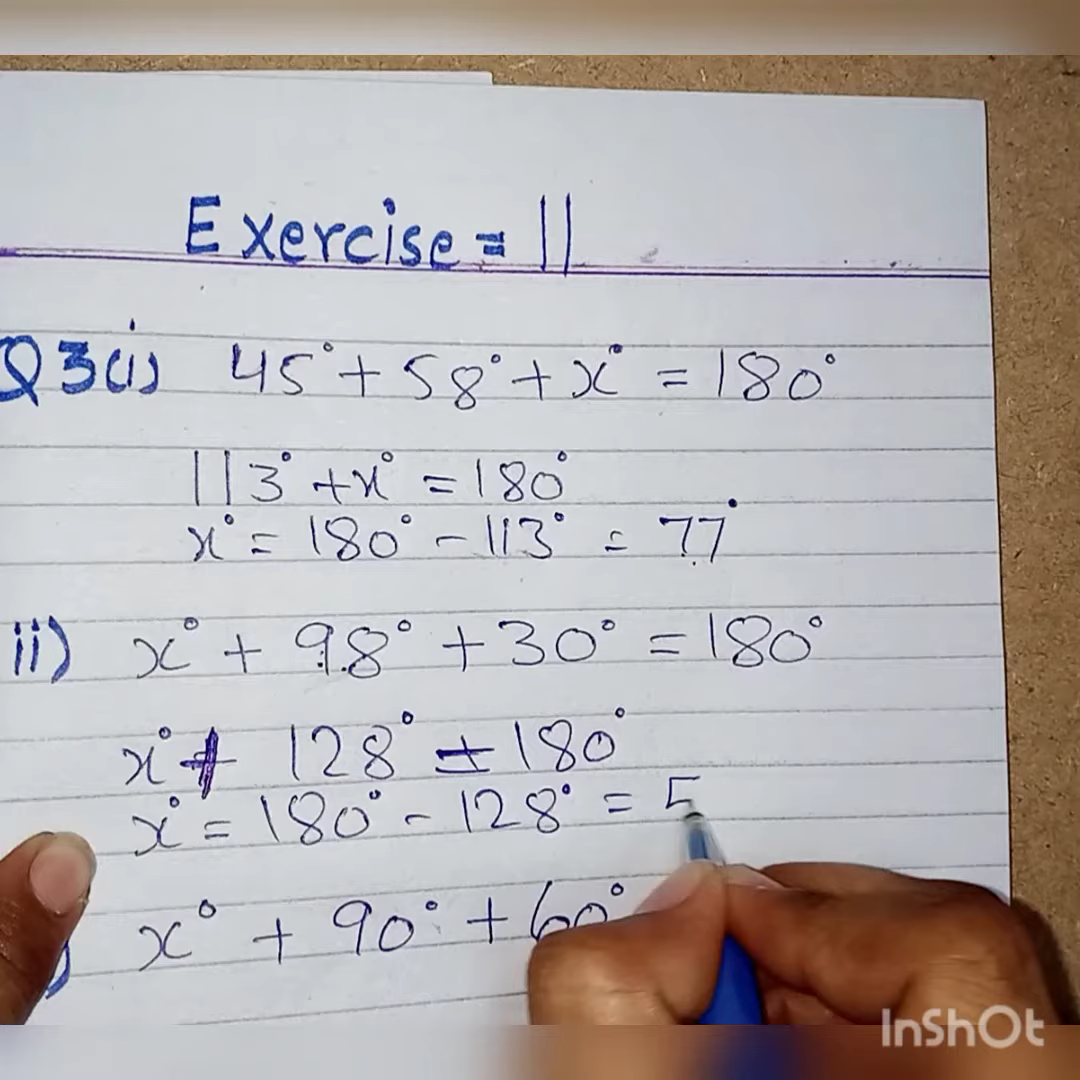 Exercise = 11
Q3(i) 45° + 58° + x° = 180°
113° + x° = 180°
x° = 180° - 113° = 77°
ii) x° + 98° + 30° = 180°
x° + 128° = 180°
x° = 180° - 128° = 5
) x° + 90° + 60°
InShOt